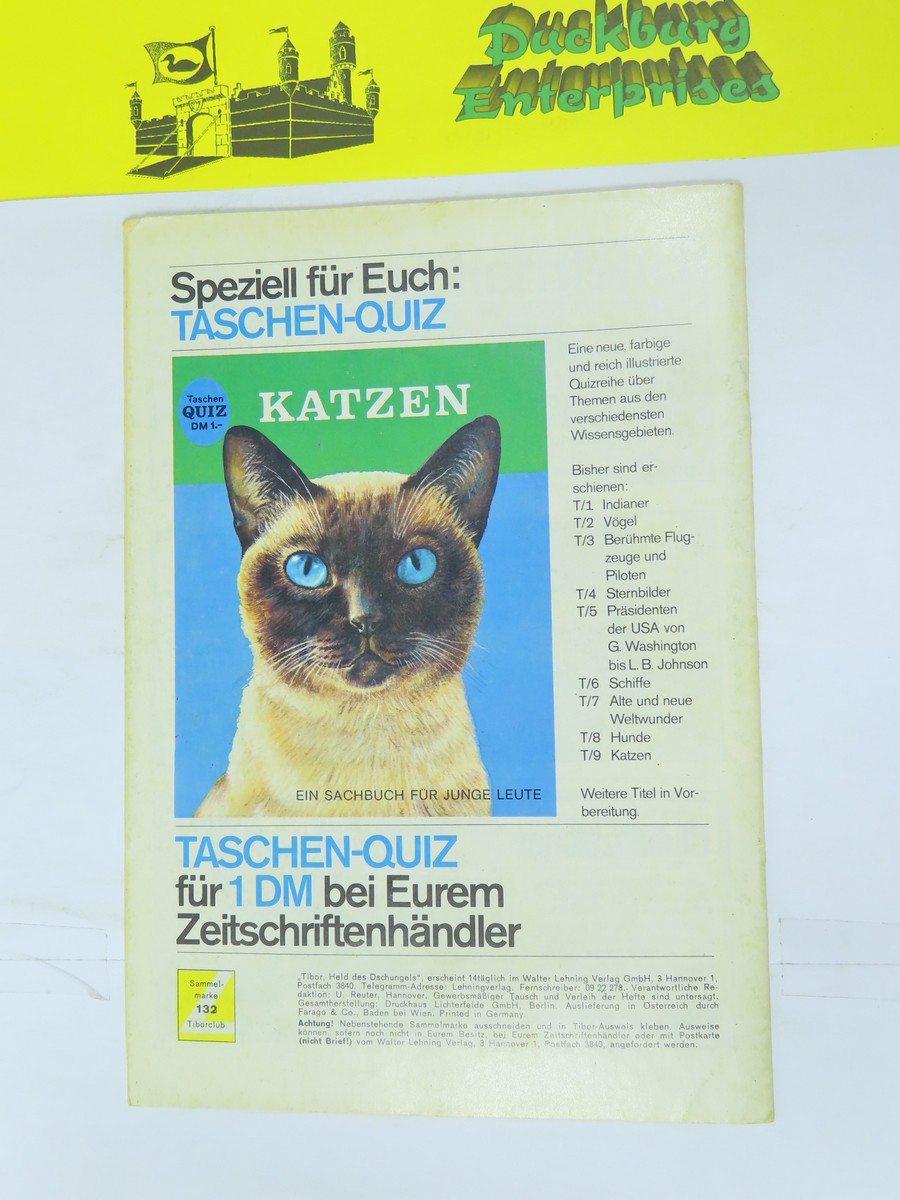 Duckburg
Enterprises
Speziell für Euch:
TASCHEN-QUIZ
Taschen
QUIZ
DM 1.–
KATZEN
EIN SACHBUCH FÜR JUNGE LEUTE
Eine neue, farbige
und reich illustrierte
Quizreihe über
Themen aus den
verschiedensten
Wissensgebieten.
Bisher sind er-
schienen:
T/1 Indianer
T/2 Vögel
T/3 Berühmte Flug-
zeuge und
Piloten
T/4 Sternbilder
T/5 Präsidenten
der USA von
G. Washington
bis L. B. Johnson
T/6 Schiffe
T/7 Alte und neue
Weltwunder
T/8 Hunde
T/9 Katzen
Weitere Titel in Vor-
bereitung.
TASCHEN-QUIZ
für 1 DM bei Eurem
Zeitschriftenhändler
Sammel-
marke
132
Tiborclub
„Tibor, Held des Dschungels", erscheint 14täglich im Walter Lehning Verlag GmbH, 3 Hannover 1,
Postfach 3840. Telegramm-Adresse: Lehningverlag. Fernschreiber: 09 22 278. Verantwortliche Re-
daktion: U. Reuter, Hannover. Gewerbsmäßiger Tausch und Verleih der Hefte sind untersagt.
Gesamtherstellung: Druckhaus Lichterfelde GmbH, Berlin. Auslieferung in Österreich durch
Farago & Co., Baden bei Wien. Printed in Germany.
Achtung! Nebenstehende Sammelmarke ausschneiden und in Tibor-Ausweis kleben. Ausweise
können, sofern noch nicht in Eurem Besitz, bei Eurem Zeitschriftenhändler oder mit Postkarte
(nicht Brief!) vom Walter Lehning Verlag, 3 Hannover 1, Postfach 3840, angefordert werden.